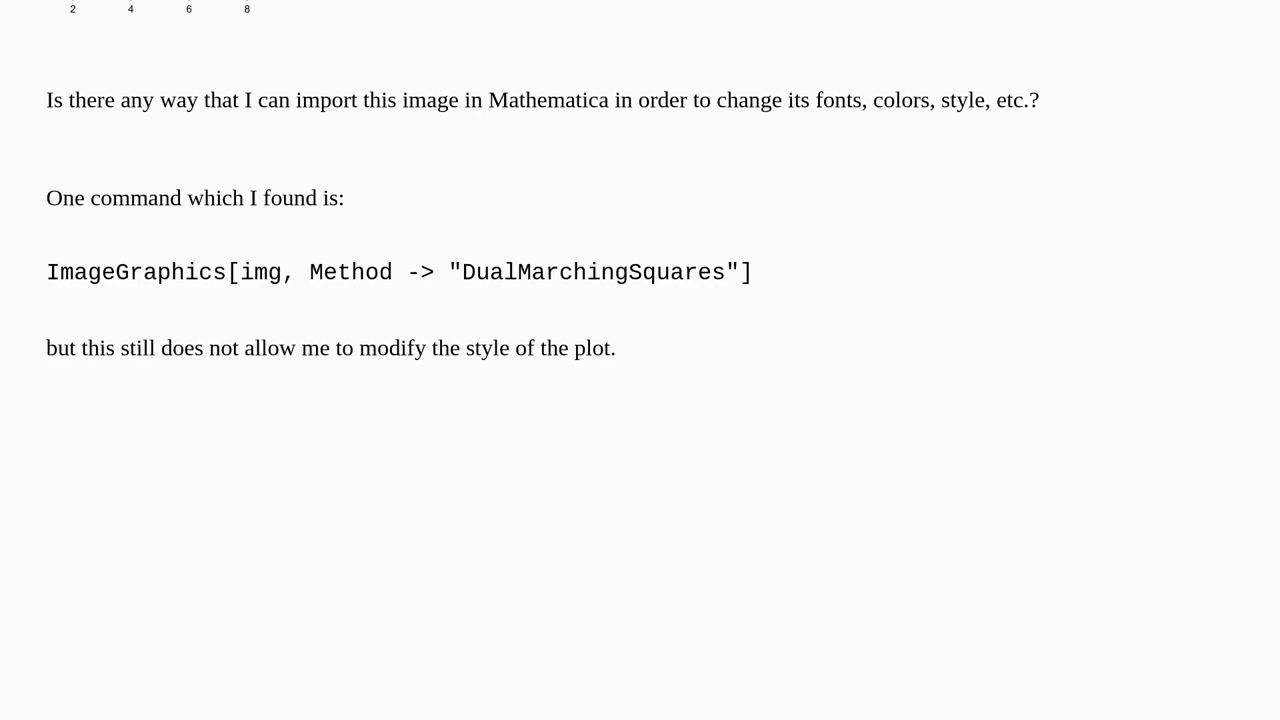 2 4 6 8
Is there any way that I can import this image in Mathematica in order to change its fonts, colors, style, etc.?
One command which I found is:
ImageGraphics[img, Method -> "DualMarchingSquares"]
but this still does not allow me to modify the style of the plot.